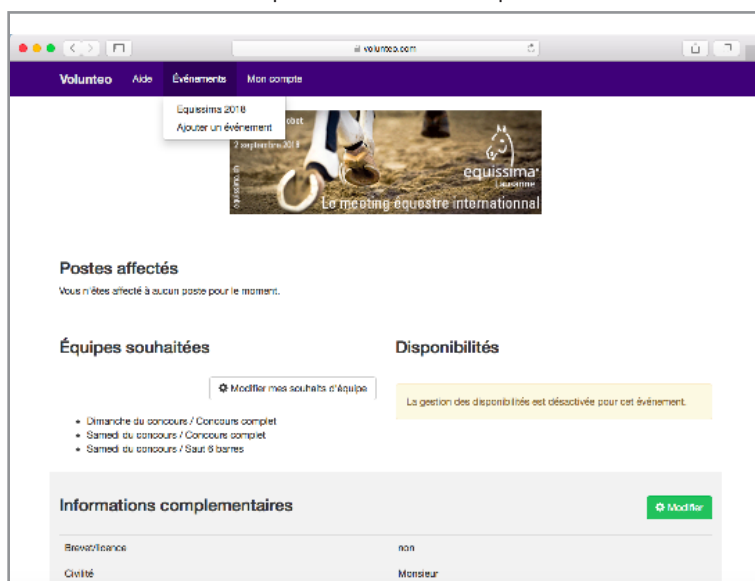 volunteo.com
Volunteo Aide Événements Mon compte
Equissima 2018
Ajouter un événement
2 septembre 2018
equissima.ch
equissima
Lausanne
Le meeting équestre internationnal
Postes affectés
Vous n'êtes affecté à aucun poste pour le moment.
Équipes souhaitées
Modifier mes souhaits d'équipe
Dimanche du concours / Concours complet
Samedi du concours / Concours complet
Samedi du concours / Saut 6 barres
Disponibilités
La gestion des disponibilités est désactivée pour cet événement.
Informations complementaires
Modifier
Brevet/licence non
Civilité Monsieur